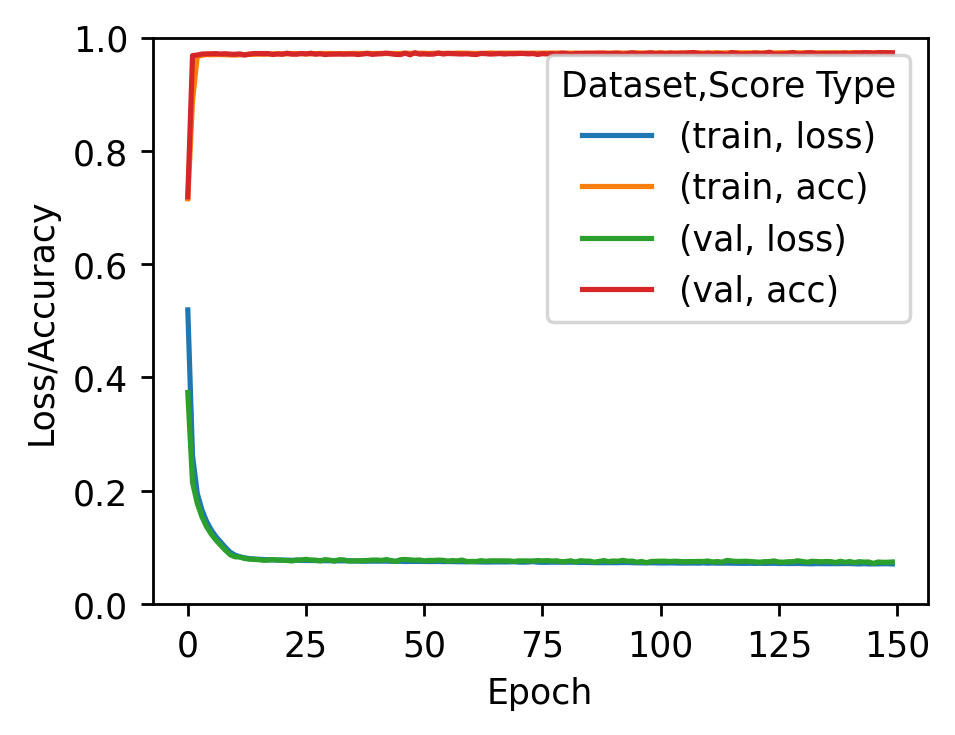 1.0
0.8
0.6
0.4
0.2
0.0
Loss/Accuracy
Dataset,Score Type
(train, loss)
(train, acc)
(val, loss)
(val, acc)
0 25 50 75 100 125 150
Epoch